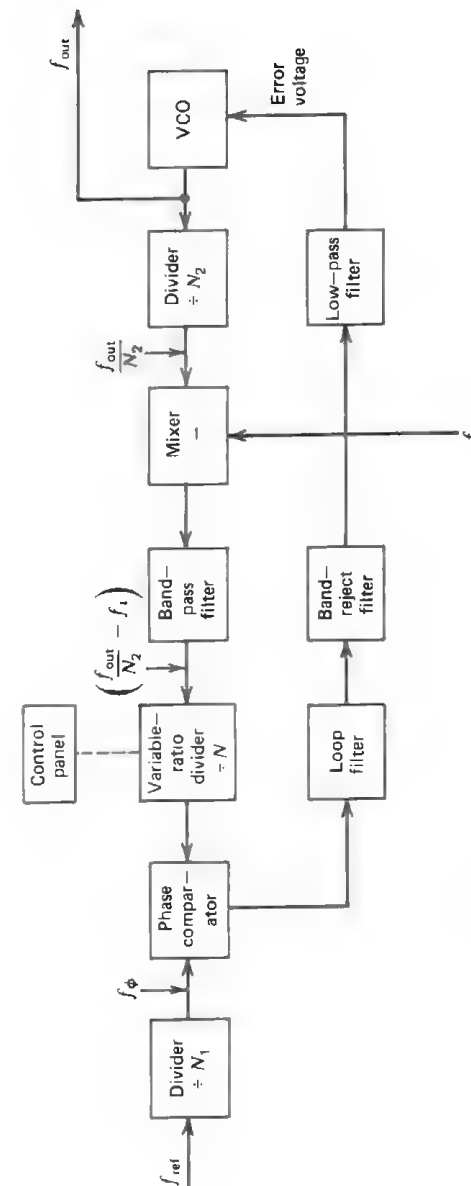 f_out
Control
panel
(f_out/N_2 − f_i)
f_out/N_2
f_ϕ
f_ref
Divider
÷ N_1
Phase
compar—
ator
Variable—
ratio
divider
÷ N
Band—
pass
filter
Mixer
−
Divider
÷ N_2
VCO
Error
voltage
Loop
filter
Band—
reject
filter
Low—pass
filter